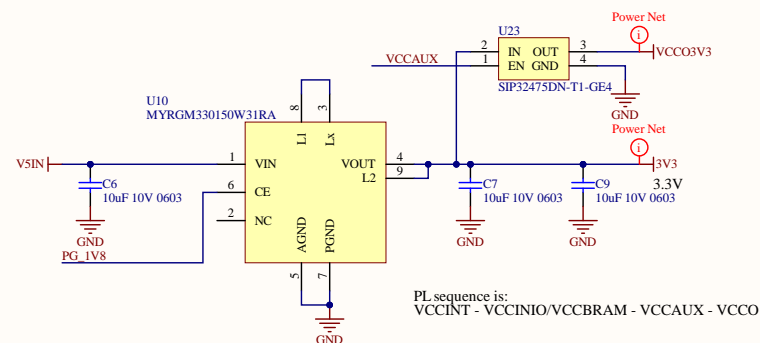 Power Net
U23
2 IN OUT 3
VCCO3V3
VCCAUX
1 EN GND 4
SIP32475DN-T1-GE4
GND
U10
MYRGM330150W31RA
8 3
L1 Lx
Power Net
V5IN
1 VIN VOUT 4
3V3
L2 9
3.3V
C6
10uF 10V 0603
6 CE
C7
10uF 10V 0603
C9
10uF 10V 0603
2 NC
GND
GND
GND
AGND PGND
PG_1V8
5 7
GND
PL sequence is:
VCCINT - VCCINIO/VCCBRAM - VCCAUX - VCCO